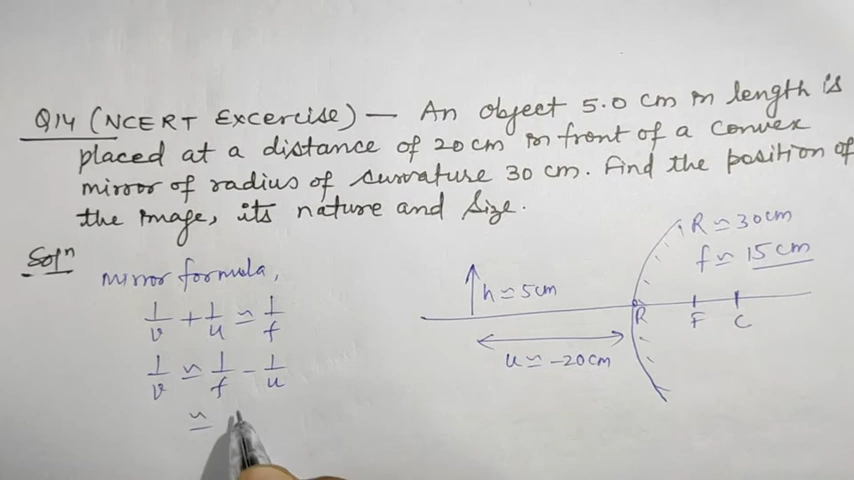 Q14 (NCERT Excercise) — An object 5.0 cm in length is
placed at a distance of 20 cm in front of a convex
mirror of radius of curvature 30 cm. Find the position of
the image, its nature and size.
Solⁿ
mirror formula,
1/v + 1/u = 1/f
1/v = 1/f - 1/u
=
R = 30cm
f = 15 cm
h = 5cm
R F C
u = -20cm